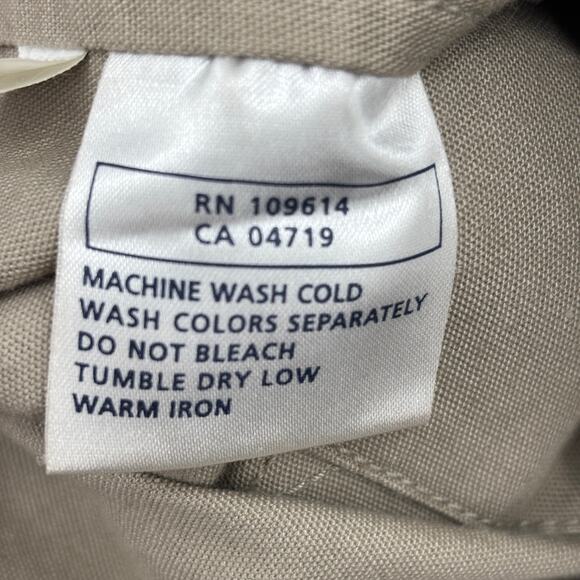 RN 109614
CA 04719
MACHINE WASH COLD
WASH COLORS SEPARATELY
DO NOT BLEACH
TUMBLE DRY LOW
WARM IRON